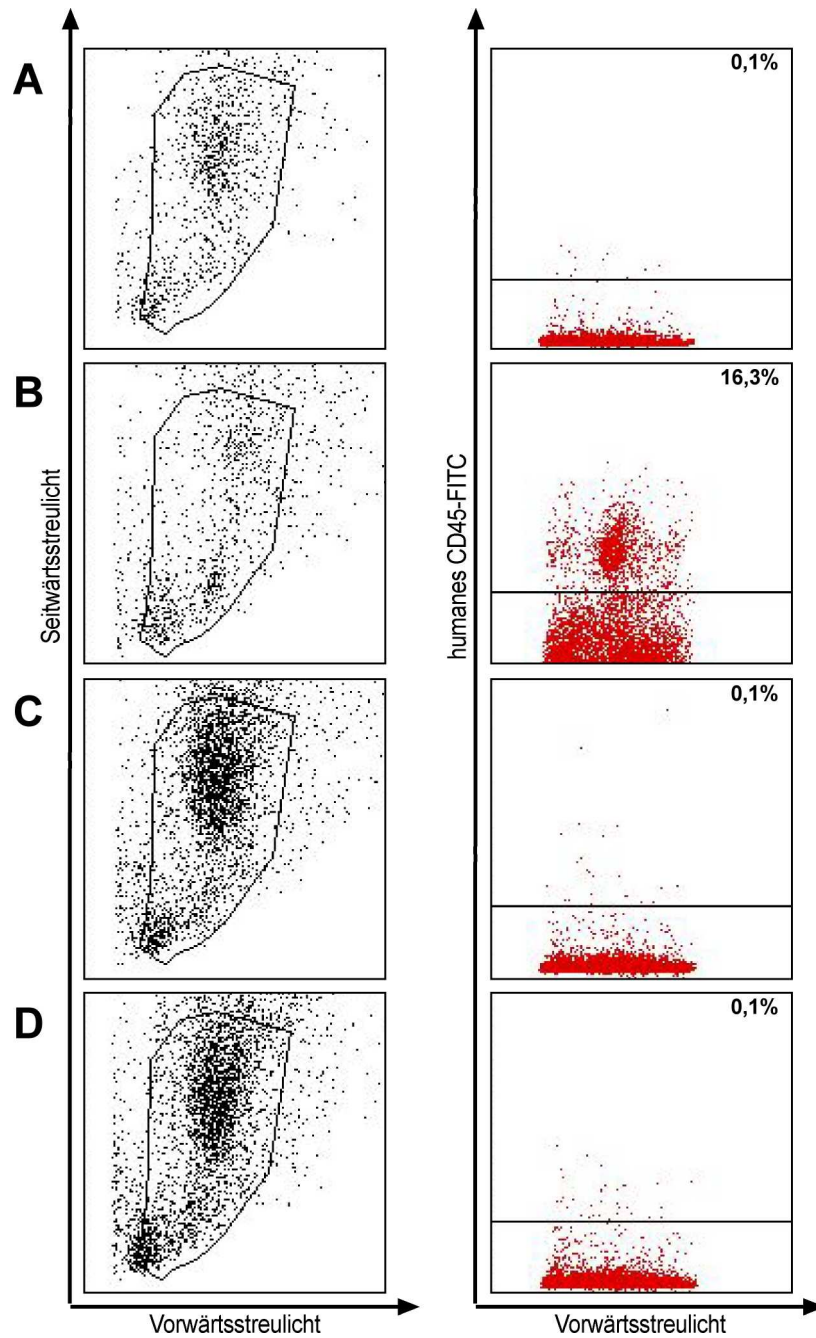 A
0,1%
B
16,3%
C
0,1%
D
0,1%
Seitwärtsstreulicht
humanes CD45-FITC
Vorwärtsstreulicht
Vorwärtsstreulicht